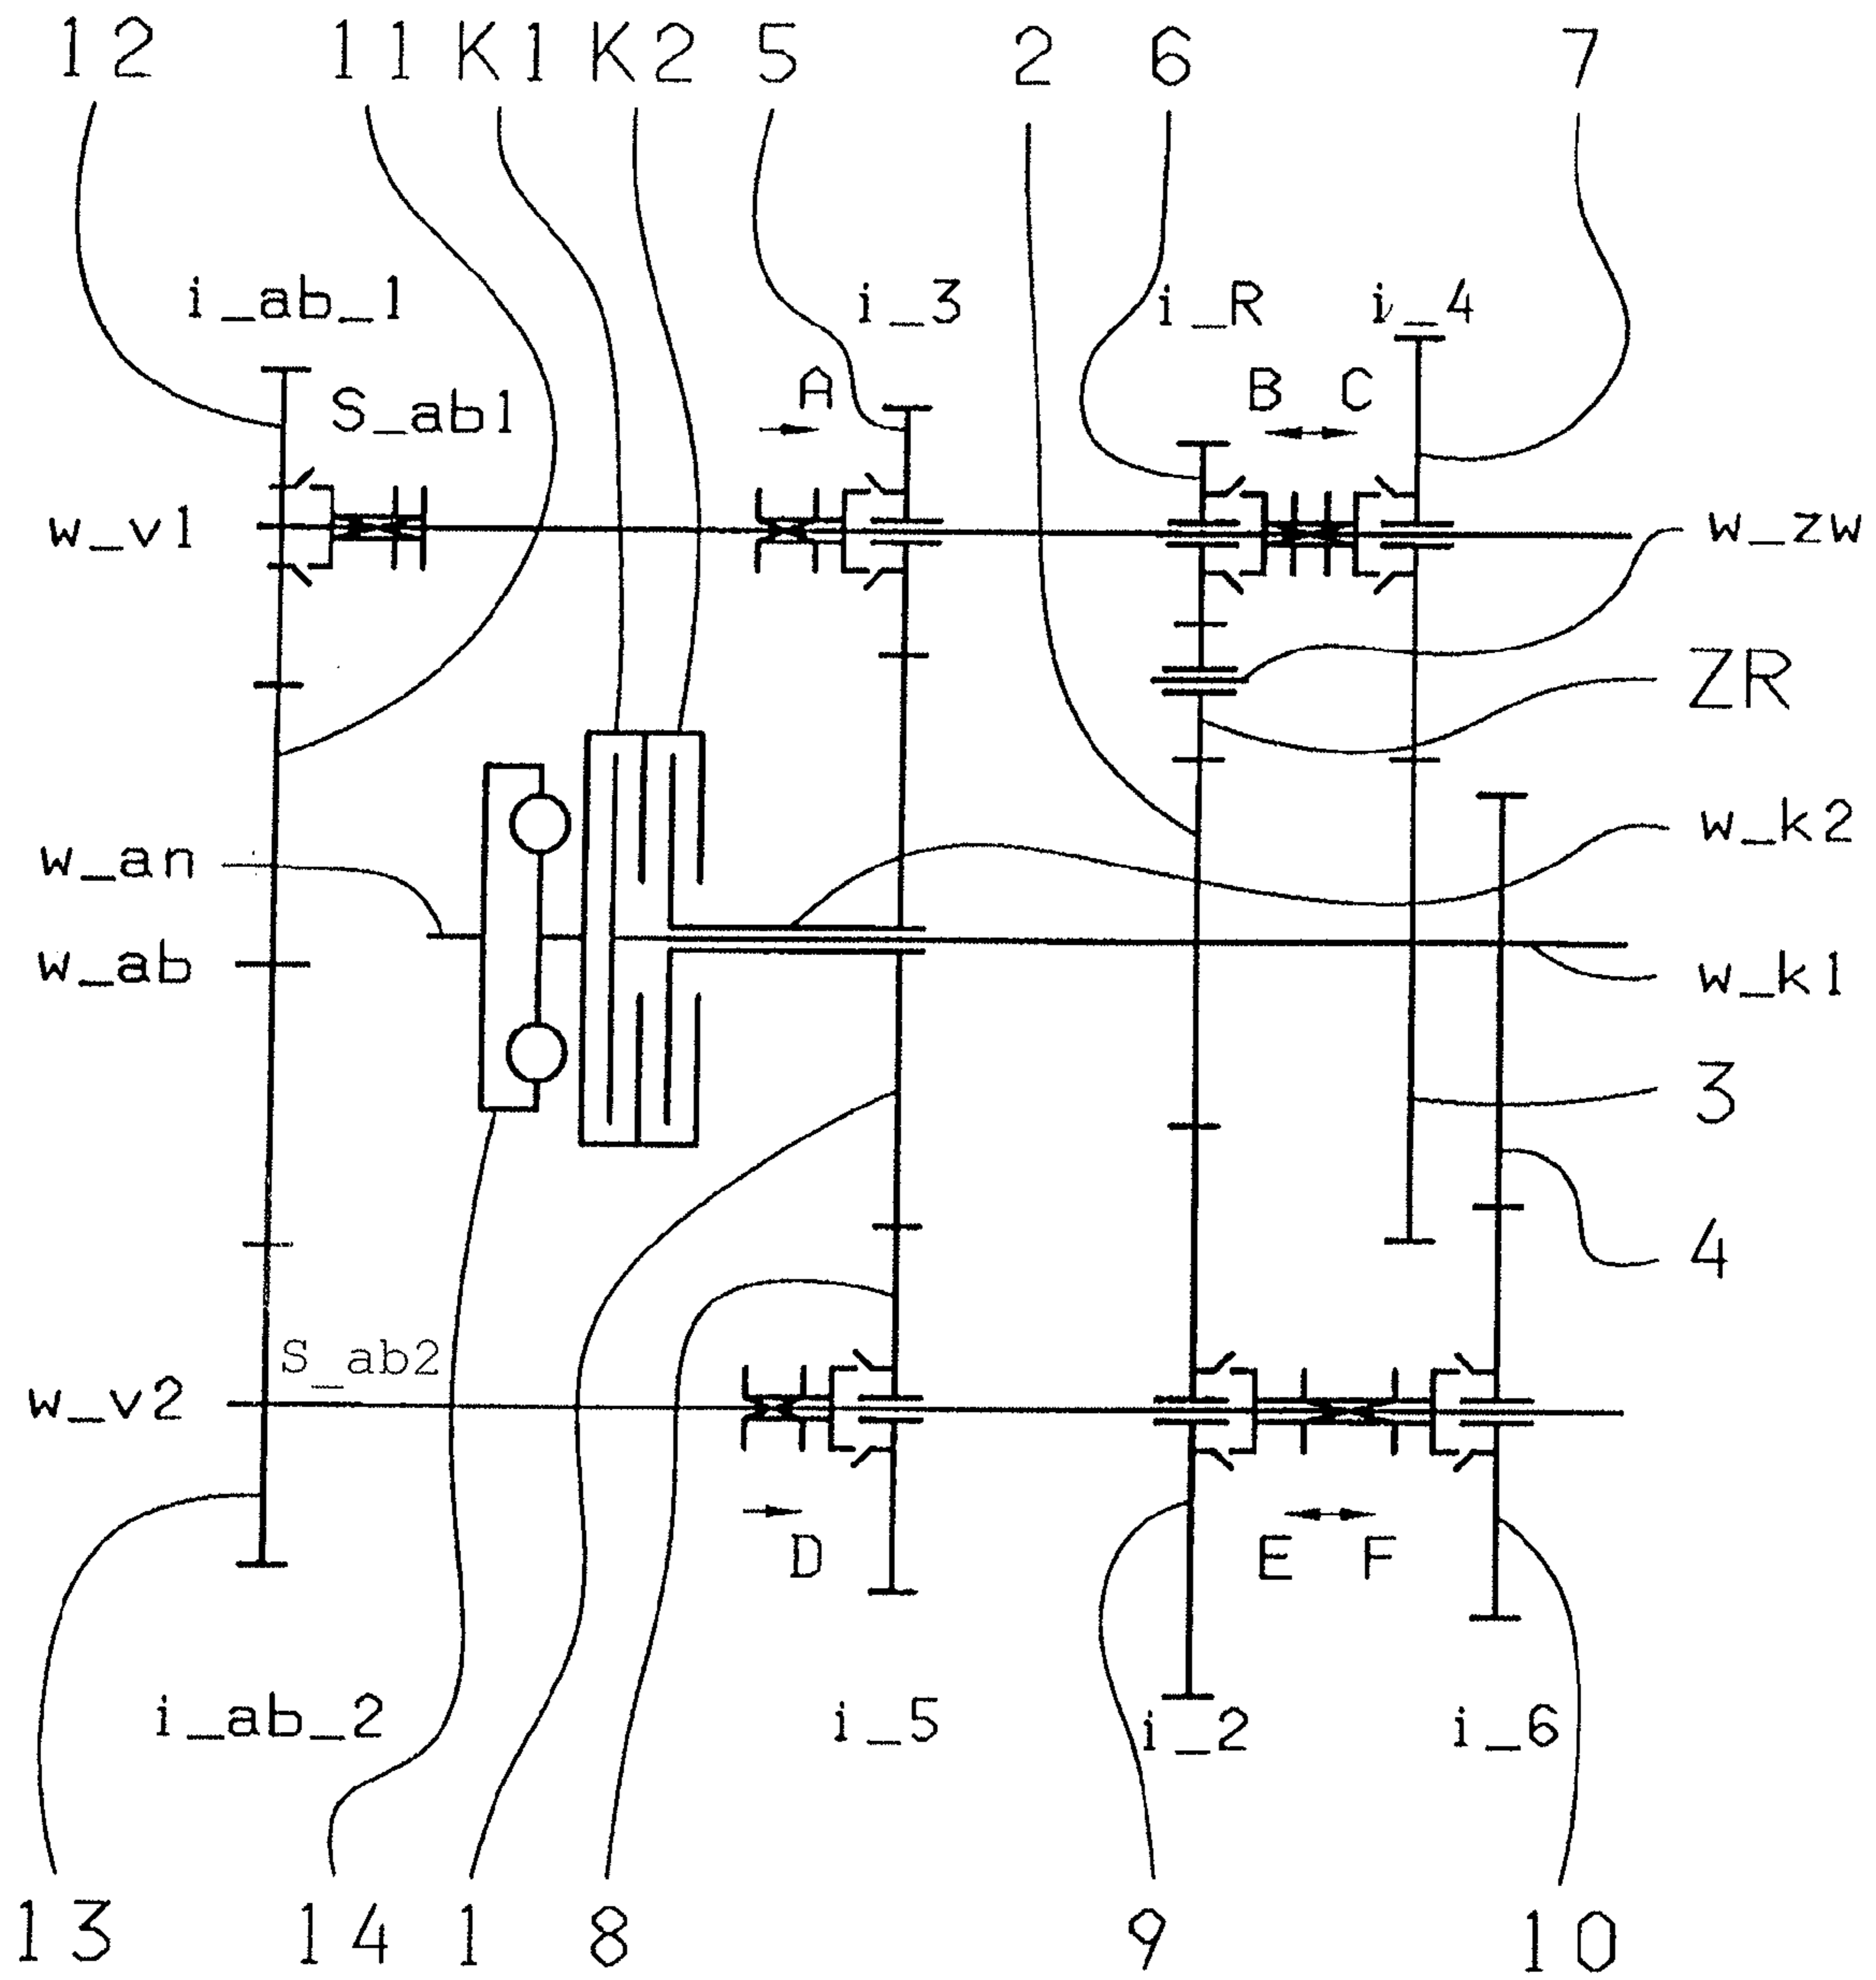 12 11 K1 K2 5 2 6 7
i_ab_1 i_3 i_R i_4
S_ab1 A B C
w_v1 w_zw
ZR
w_an w_k2
w_ab w_k1
3
4
S_ab2
w_v2
D E F
i_ab_2 i_5 i_2 i_6
13 14 1 8 9 10